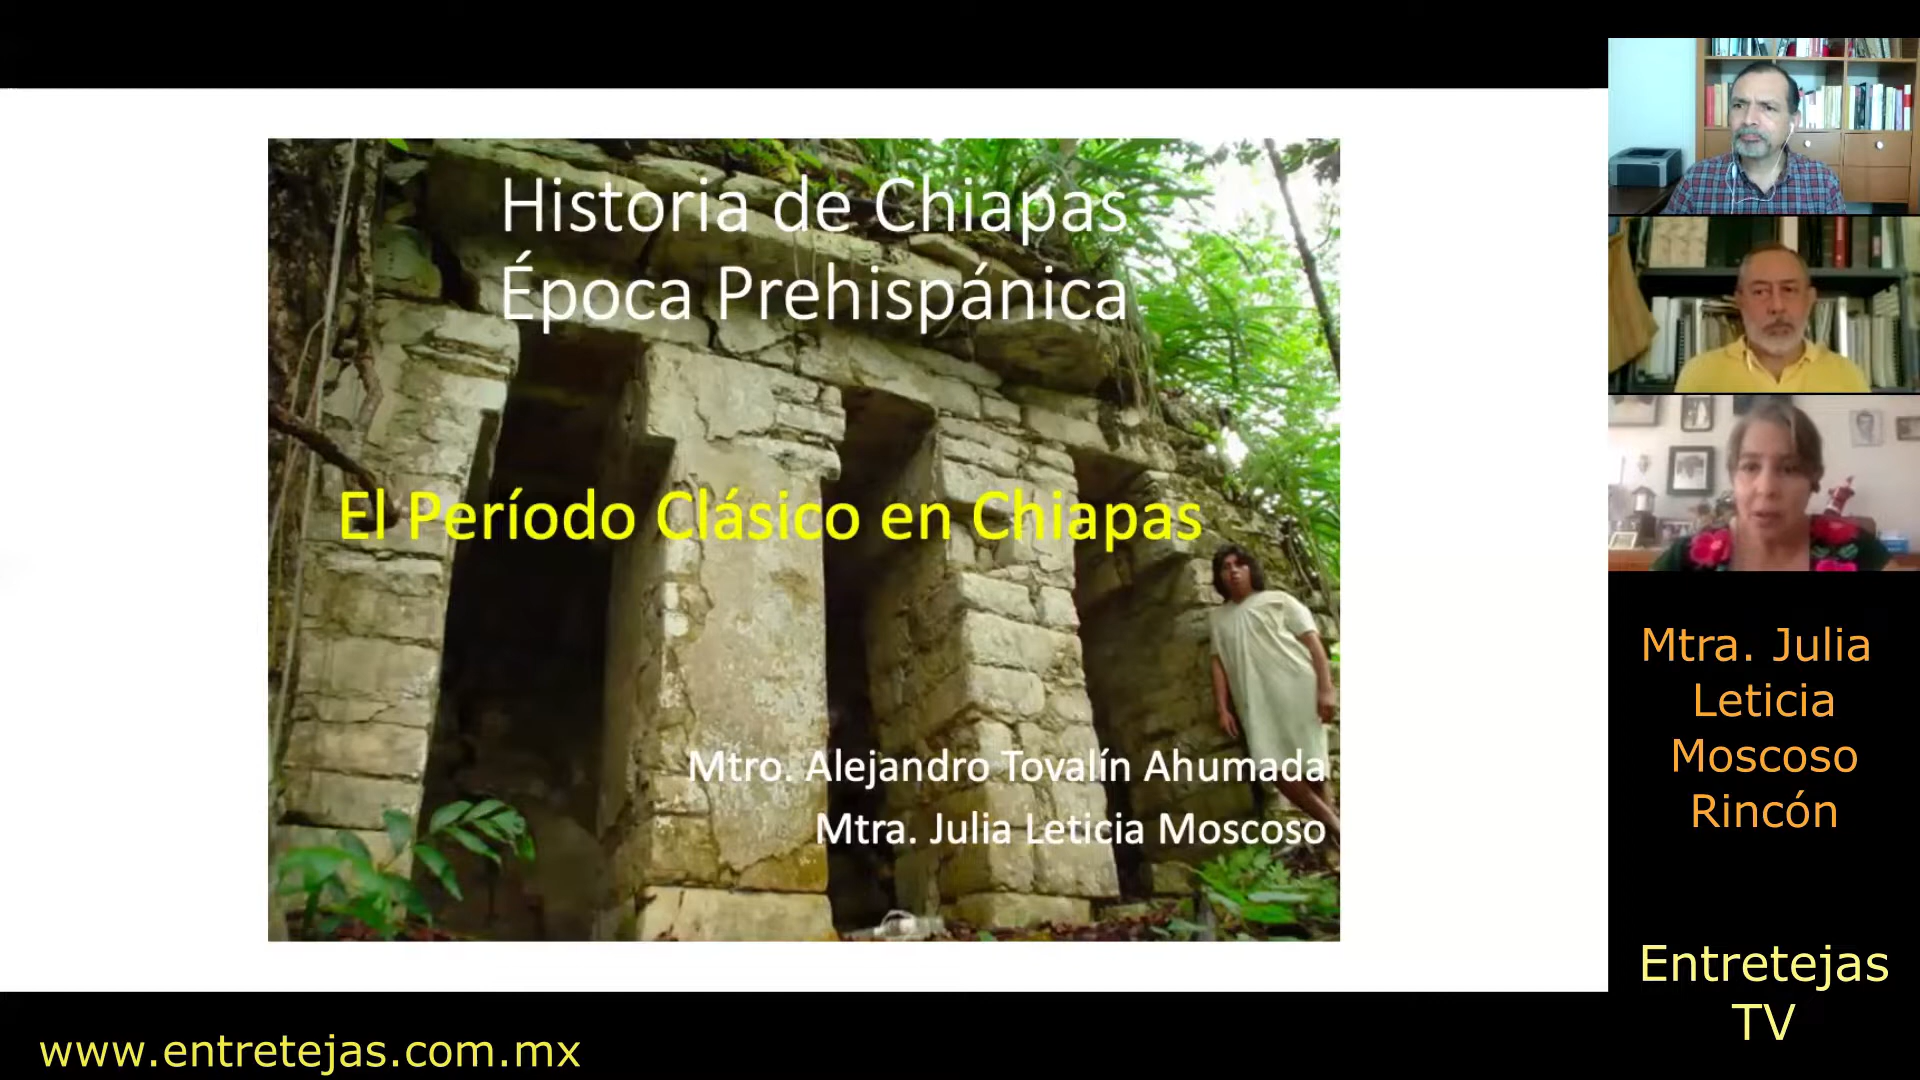 Historia de Chiapas
Época Prehispánica
El Período Clásico en Chiapas
Mtro. Alejandro Tovalín Ahumada
Mtra. Julia Leticia Moscoso
Mtra. Julia
Leticia
Moscoso
Rincón
Entretejas
TV
www.entretejas.com.mx